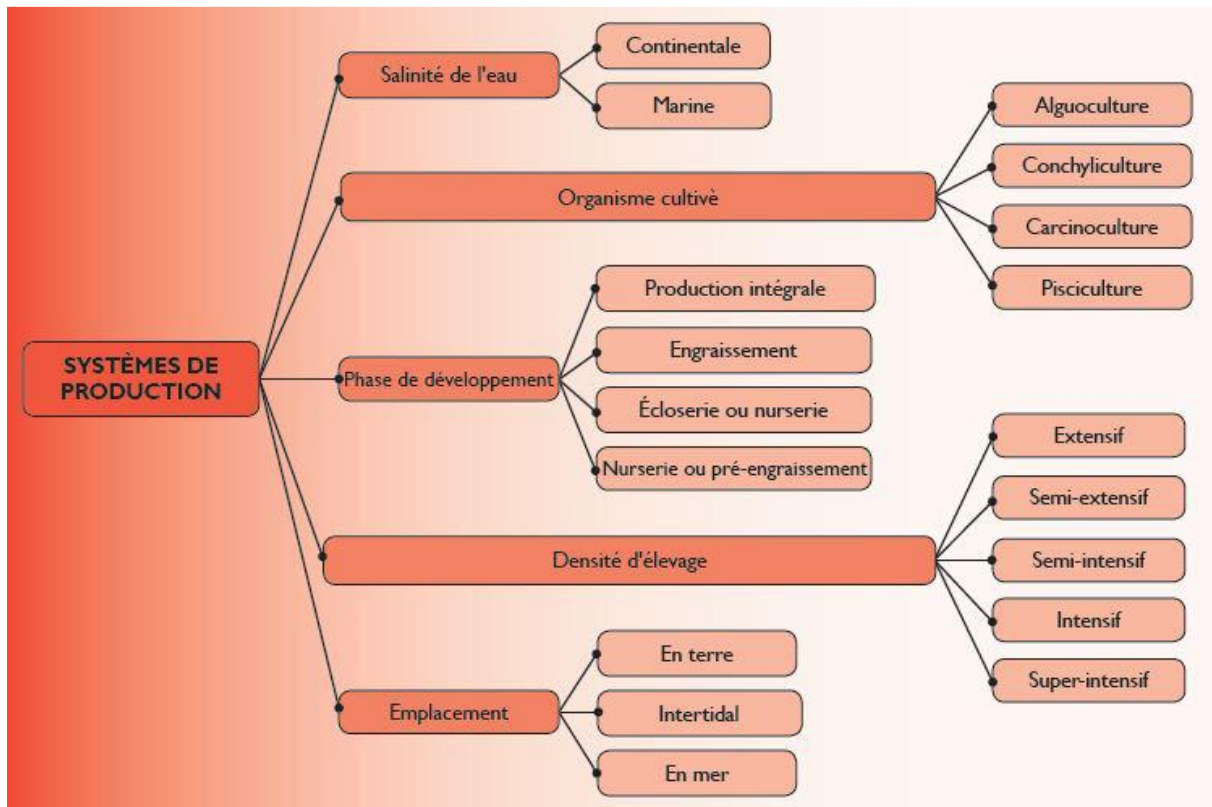 SYSTÈMES DE
PRODUCTION
Salinité de l'eau
Continentale
Marine
Organisme cultivè
Alguoculture
Conchyliculture
Carcinoculture
Pisciculture
Phase de développement
Production intégrale
Engraissement
Écloserie ou nurserie
Nurserie ou pré-engraissement
Densité d'élevage
Extensif
Semi-extensif
Semi-intensif
Intensif
Super-intensif
Emplacement
En terre
Intertidal
En mer